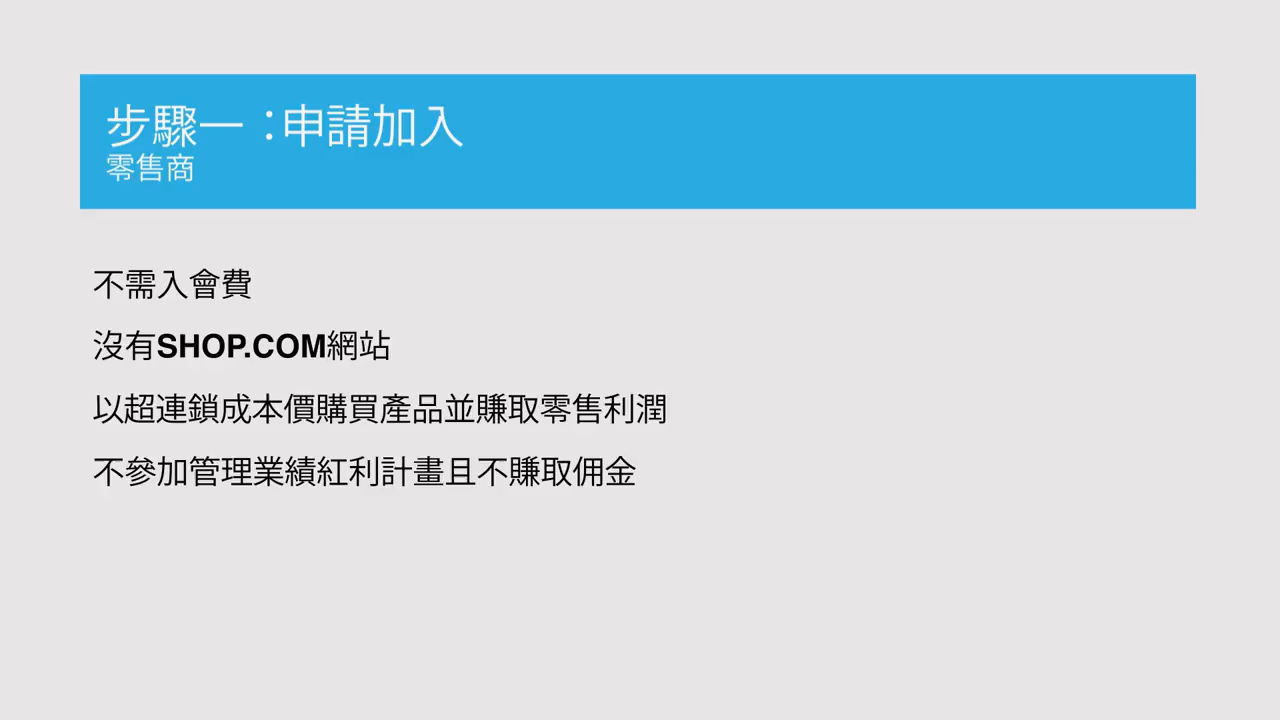 步驟一：申請加入
零售商
不需入會費
沒有SHOP.COM網站
以超連鎖成本價購買產品並賺取零售利潤
不參加管理業績紅利計畫且不賺取佣金